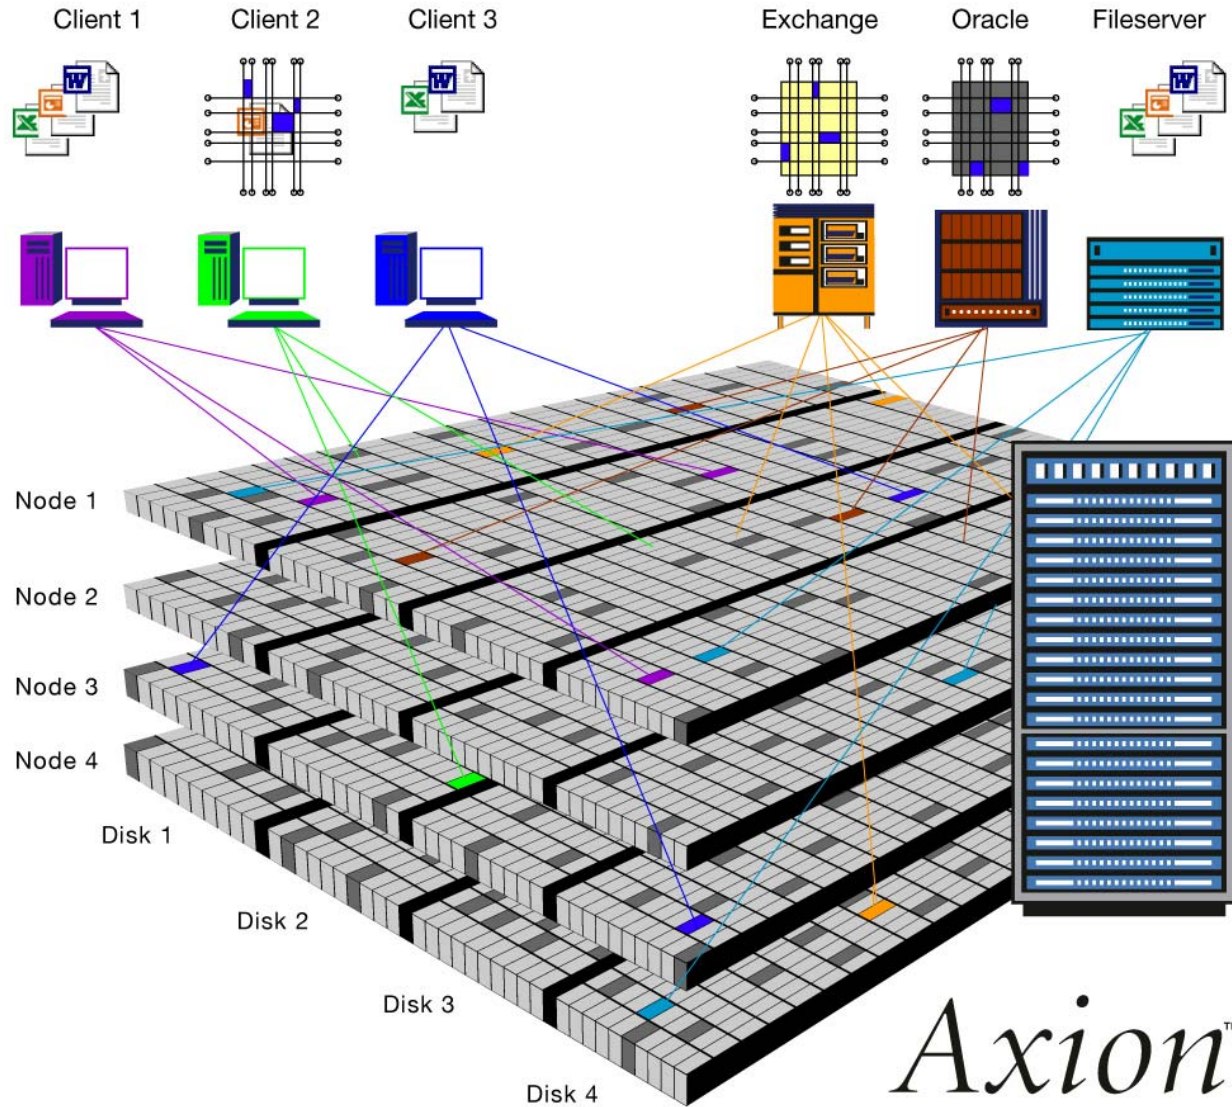 Client 1
Client 2
Client 3
Exchange
Oracle
Fileserver
W
X
W
X
W
X
Node 1
Node 2
Node 3
Node 4
Disk 1
Disk 2
Disk 3
Disk 4
Axion™